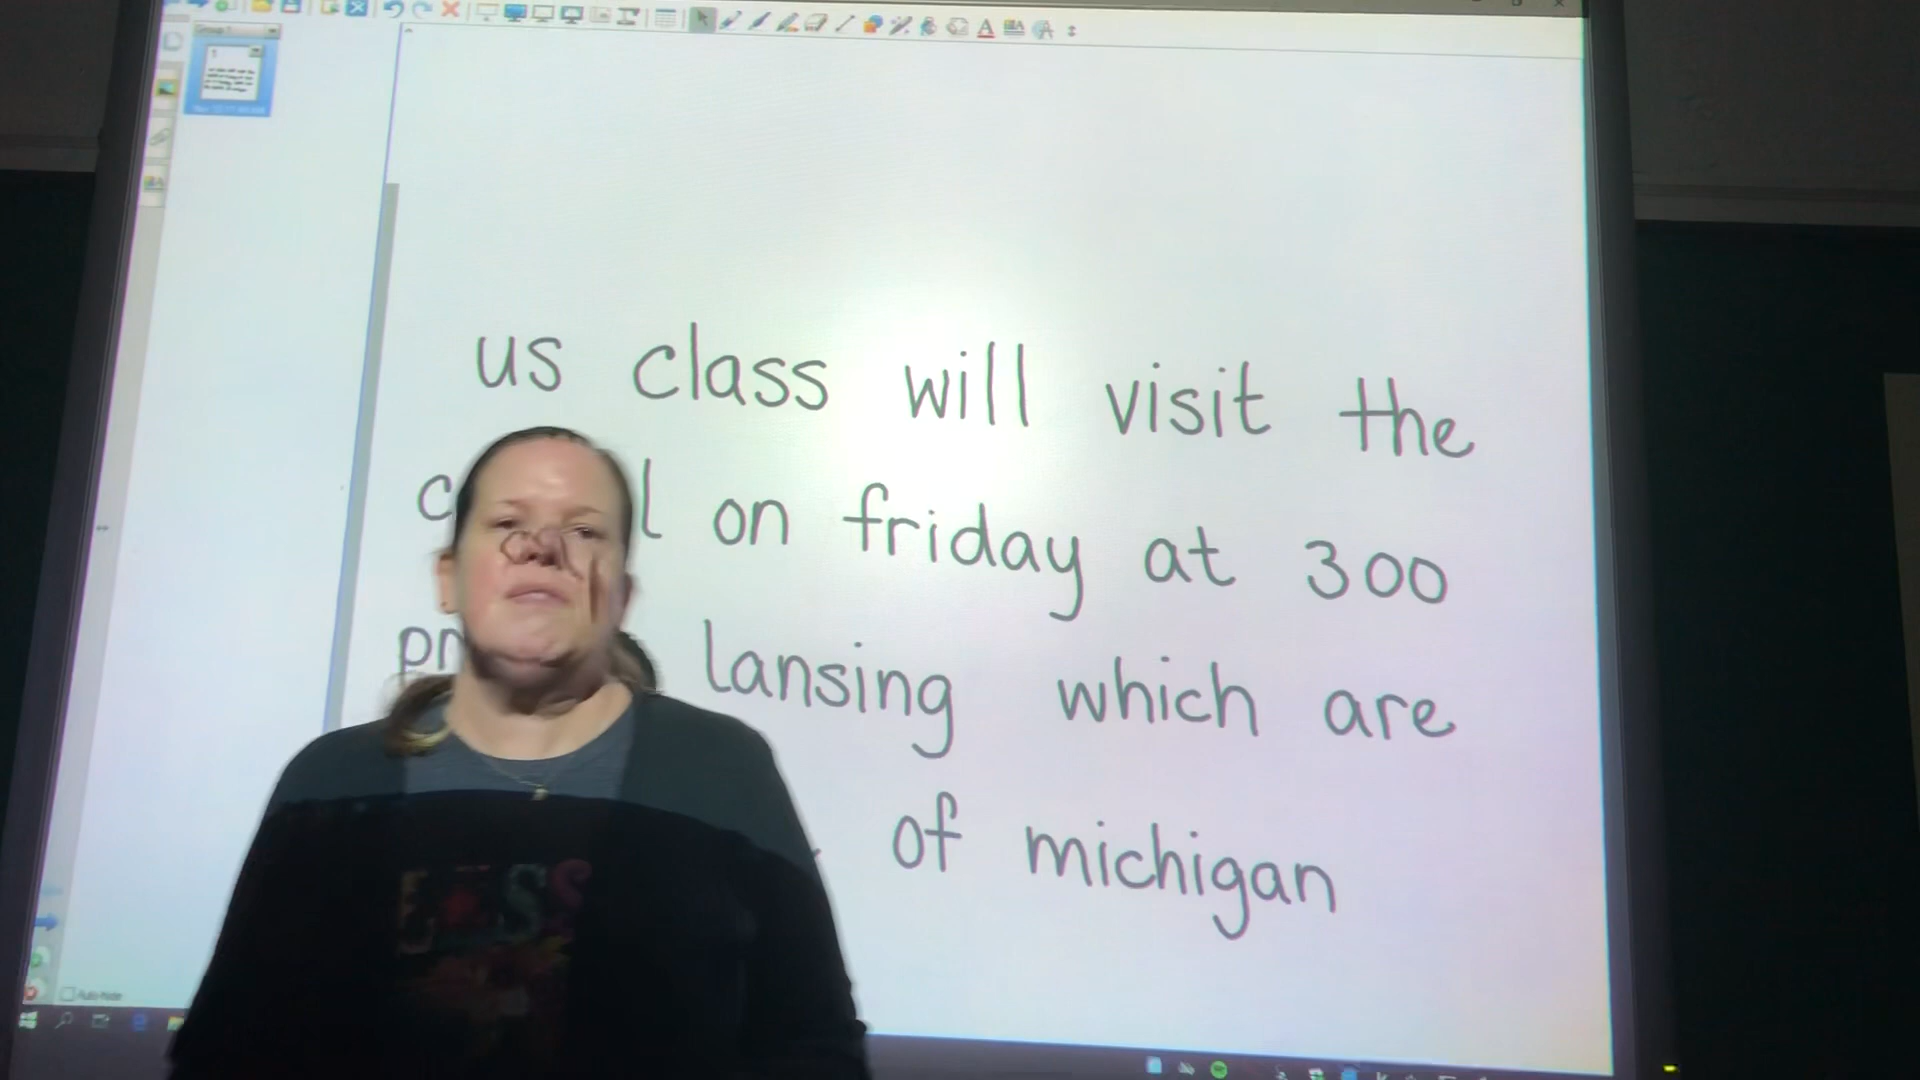 us class will visit the
on friday at 300
lansing which are
of michigan